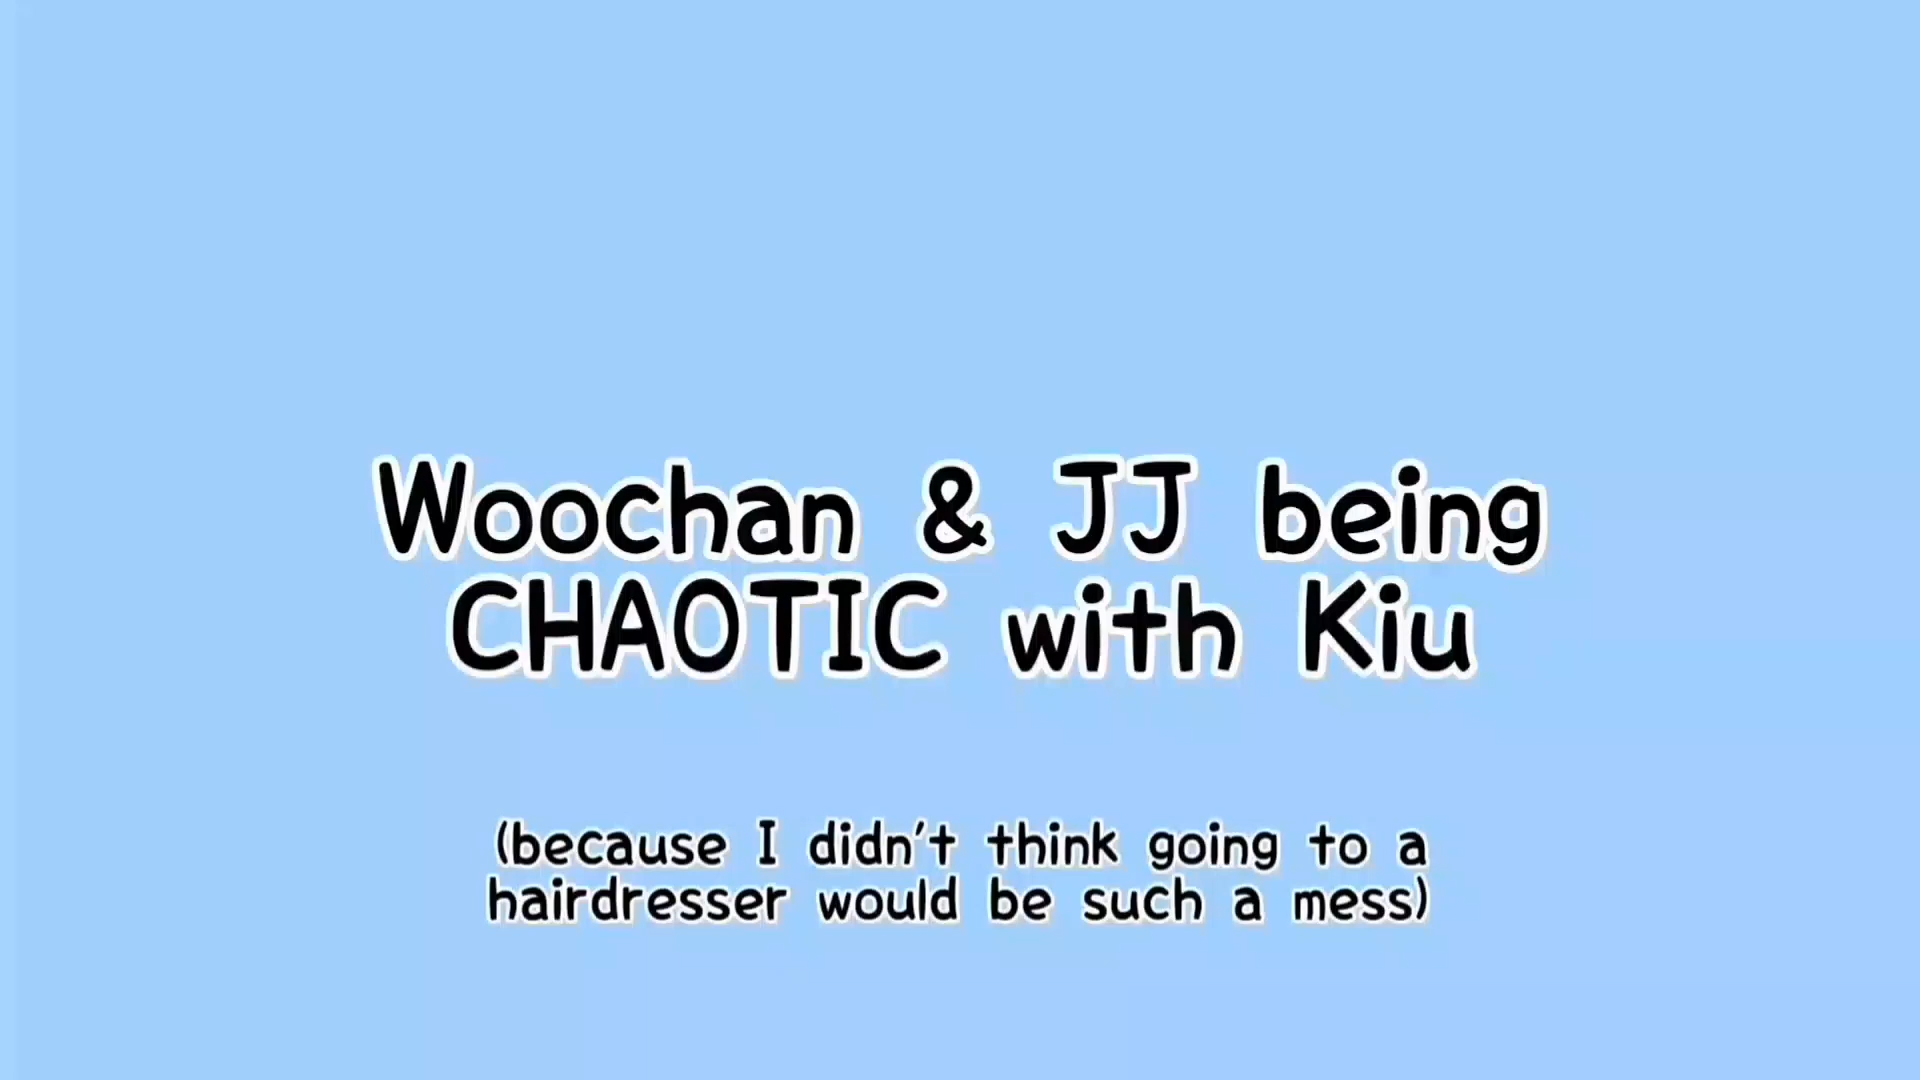 Woochan & JJ being
CHAOTIC with Kiu
(because I didn't think going to a
hairdresser would be such a mess)